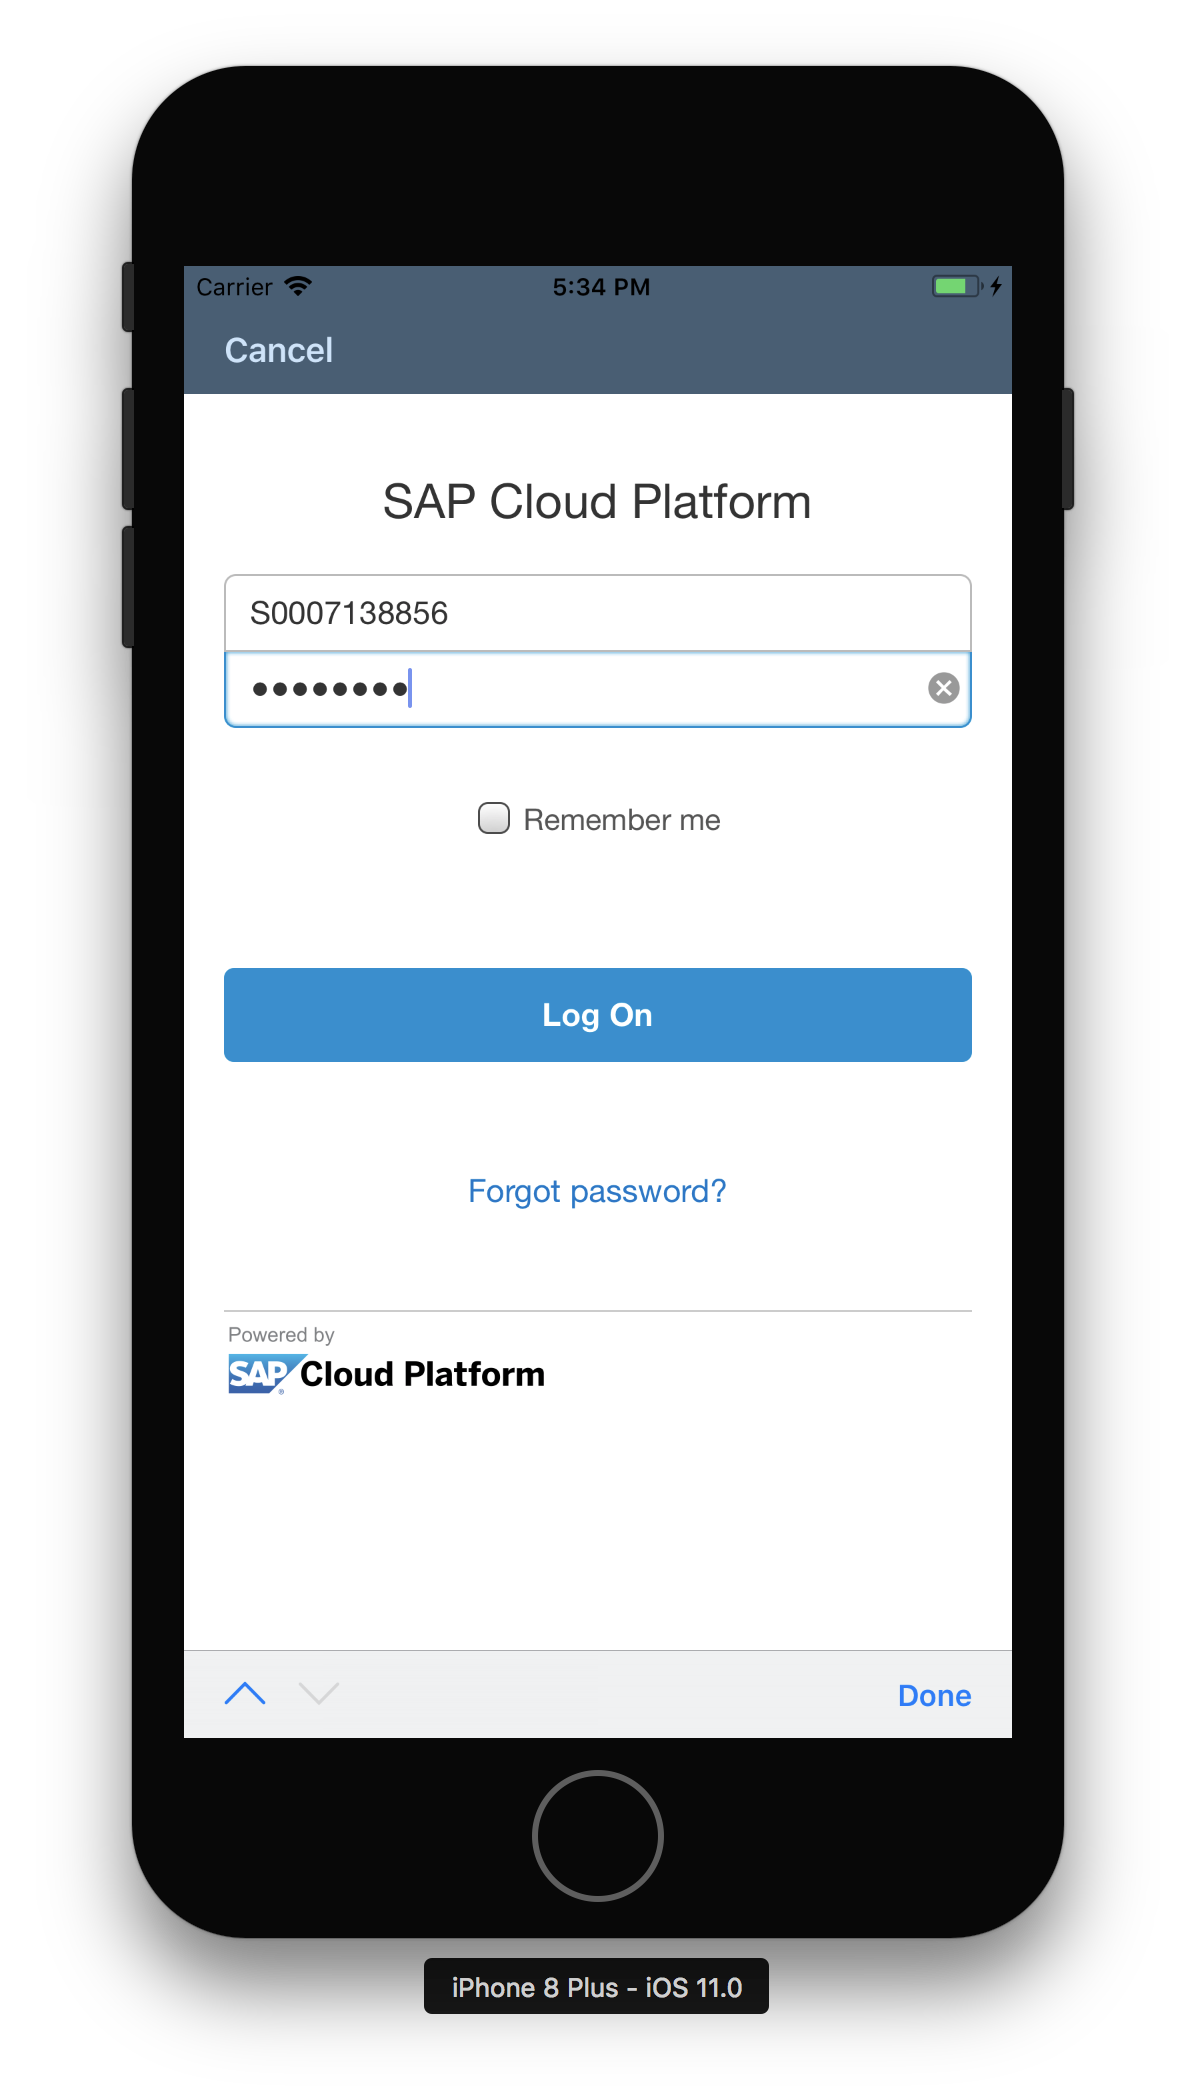 Carrier 5:34 PM
Cancel
SAP Cloud Platform
S0007138856
••••••••
Remember me
Log On
Forgot password?
Powered by
SAP® Cloud Platform
Done
iPhone 8 Plus - iOS 11.0